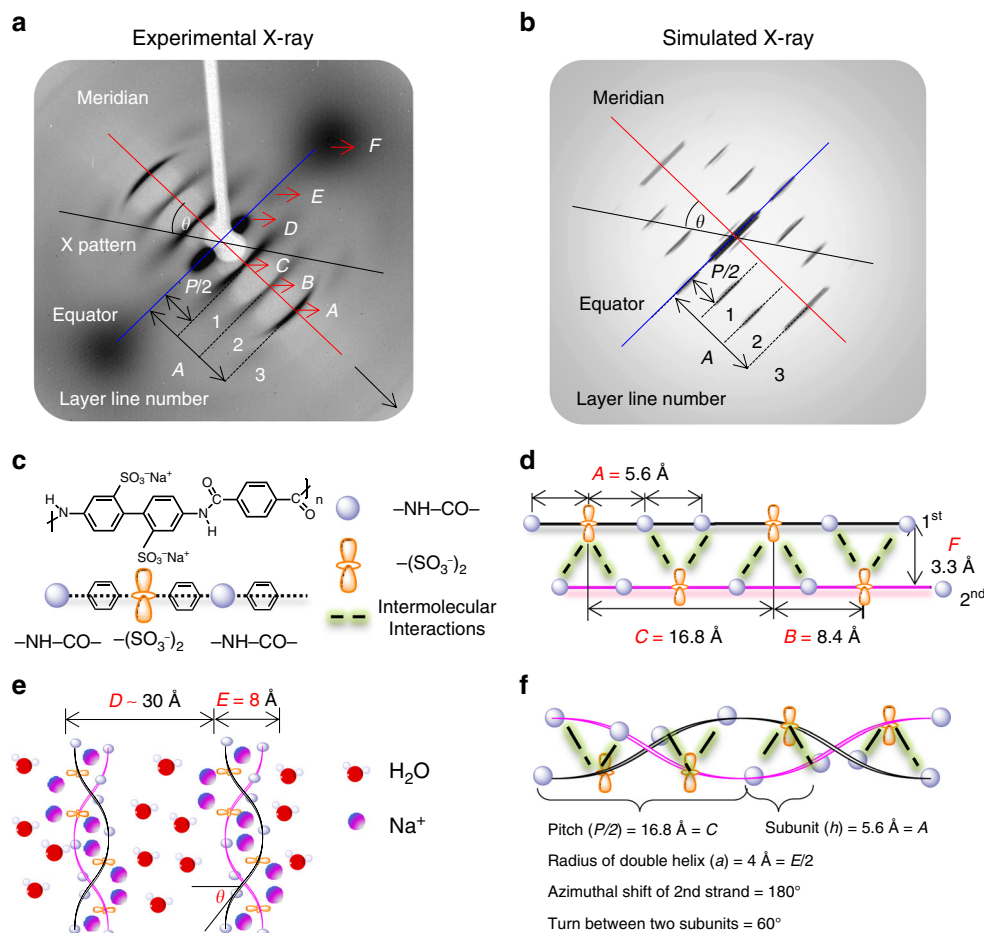 a
Experimental X-ray
Meridian
F
E
θ
D
X pattern
C
P/2
B
A
Equator
1
2
A
3
Layer line number
b
Simulated X-ray
Meridian
θ
X pattern
P/2
Equator
1
2
A
3
Layer line number
c
SO₃⁻Na⁺
O
N
H
N
H
O
n
SO₃⁻Na⁺
–NH–CO–
–(SO₃⁻)₂
Intermolecular
Interactions
–NH–CO– –(SO₃⁻)₂ –NH–CO–
d
A = 5.6 Å
1st
F
3.3 Å
2nd
C = 16.8 Å
B = 8.4 Å
e
D ~ 30 Å
E = 8 Å
H₂O
Na⁺
θ
f
Pitch (P/2) = 16.8 Å = C
Subunit (h) = 5.6 Å = A
Radius of double helix (a) = 4 Å = E/2
Azimuthal shift of 2nd strand = 180°
Turn between two subunits = 60°